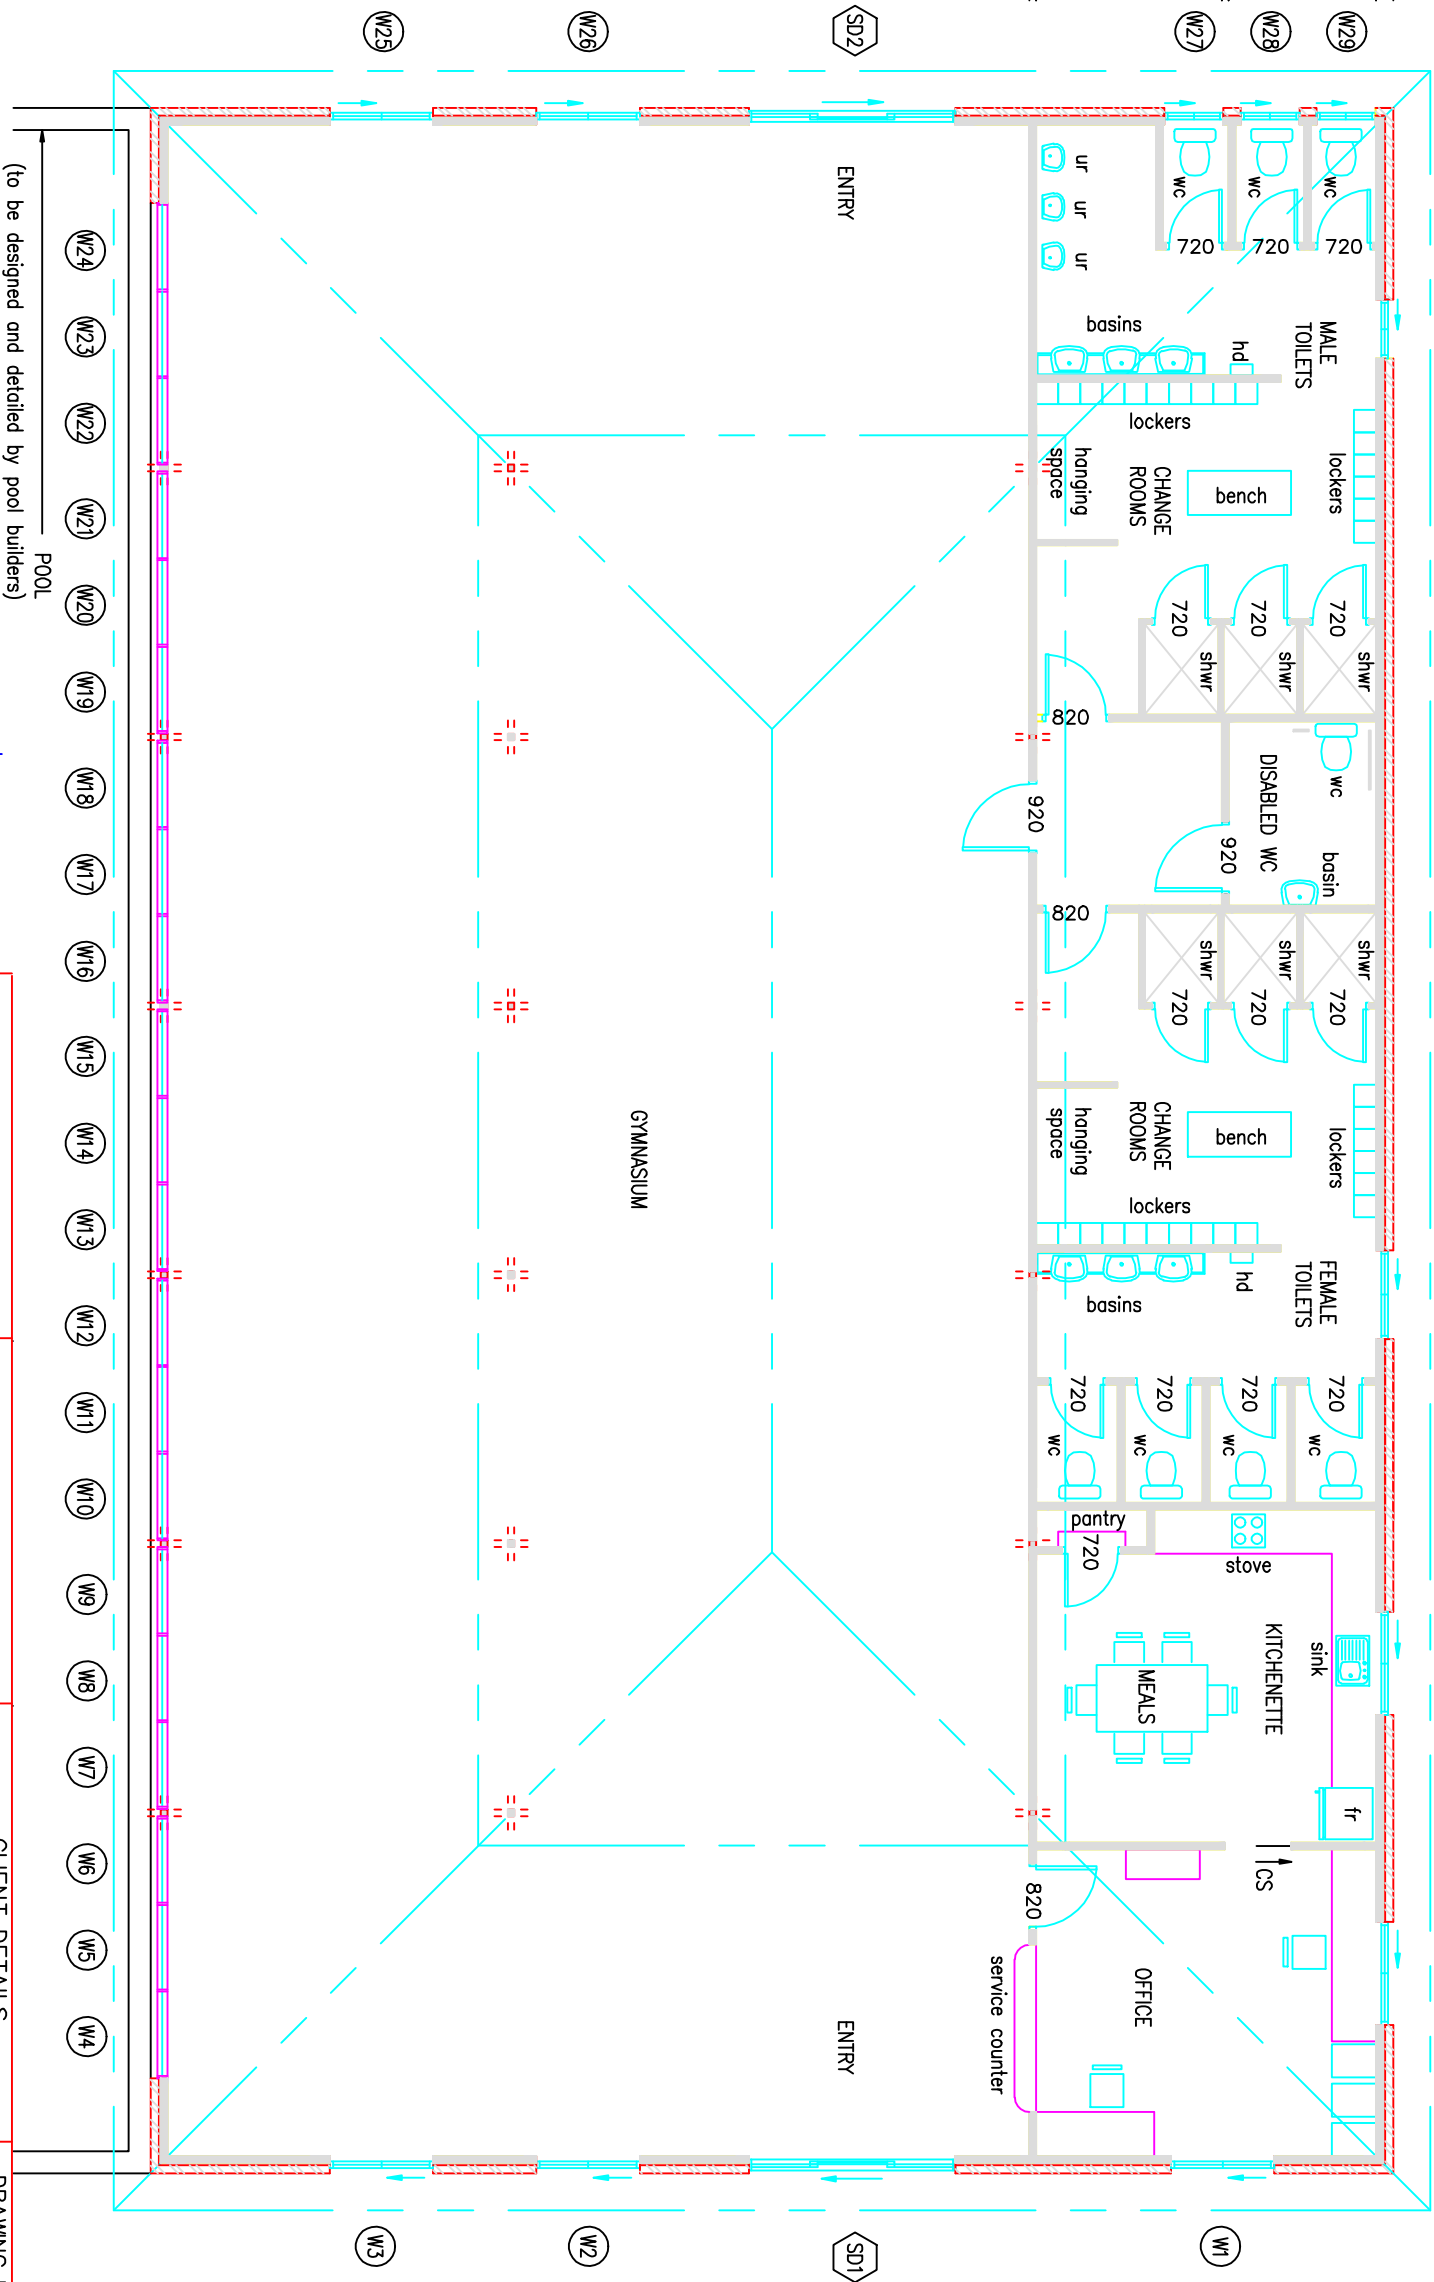 W25
W26
SD2
W27
W28
W29
ENTRY
ur
ur
ur
wc
wc
wc
720
720
720
basins
hd
MALE
TOILETS
lockers
hanging
space
CHANGE
ROOMS
bench
lockers
720
720
720
shwr
shwr
shwr
820
920
DISABLED WC
wc
basin
920
820
shwr
shwr
shwr
720
720
720
GYMNASIUM
hanging
space
CHANGE
ROOMS
bench
lockers
lockers
basins
hd
FEMALE
TOILETS
720
720
720
720
wc
wc
wc
wc
pantry
720
stove
KITCHENETTE
sink
MEALS
fr
CS
820
OFFICE
service counter
ENTRY
W24
W23
W22
W21
W20
W19
W18
W17
W16
W15
W14
W13
W12
W11
W10
W9
W8
W7
W6
W5
W4
POOL
(to be designed and detailed by pool builders)
CLIENT DETAILS
DRAWING
W3
W2
SD1
W1